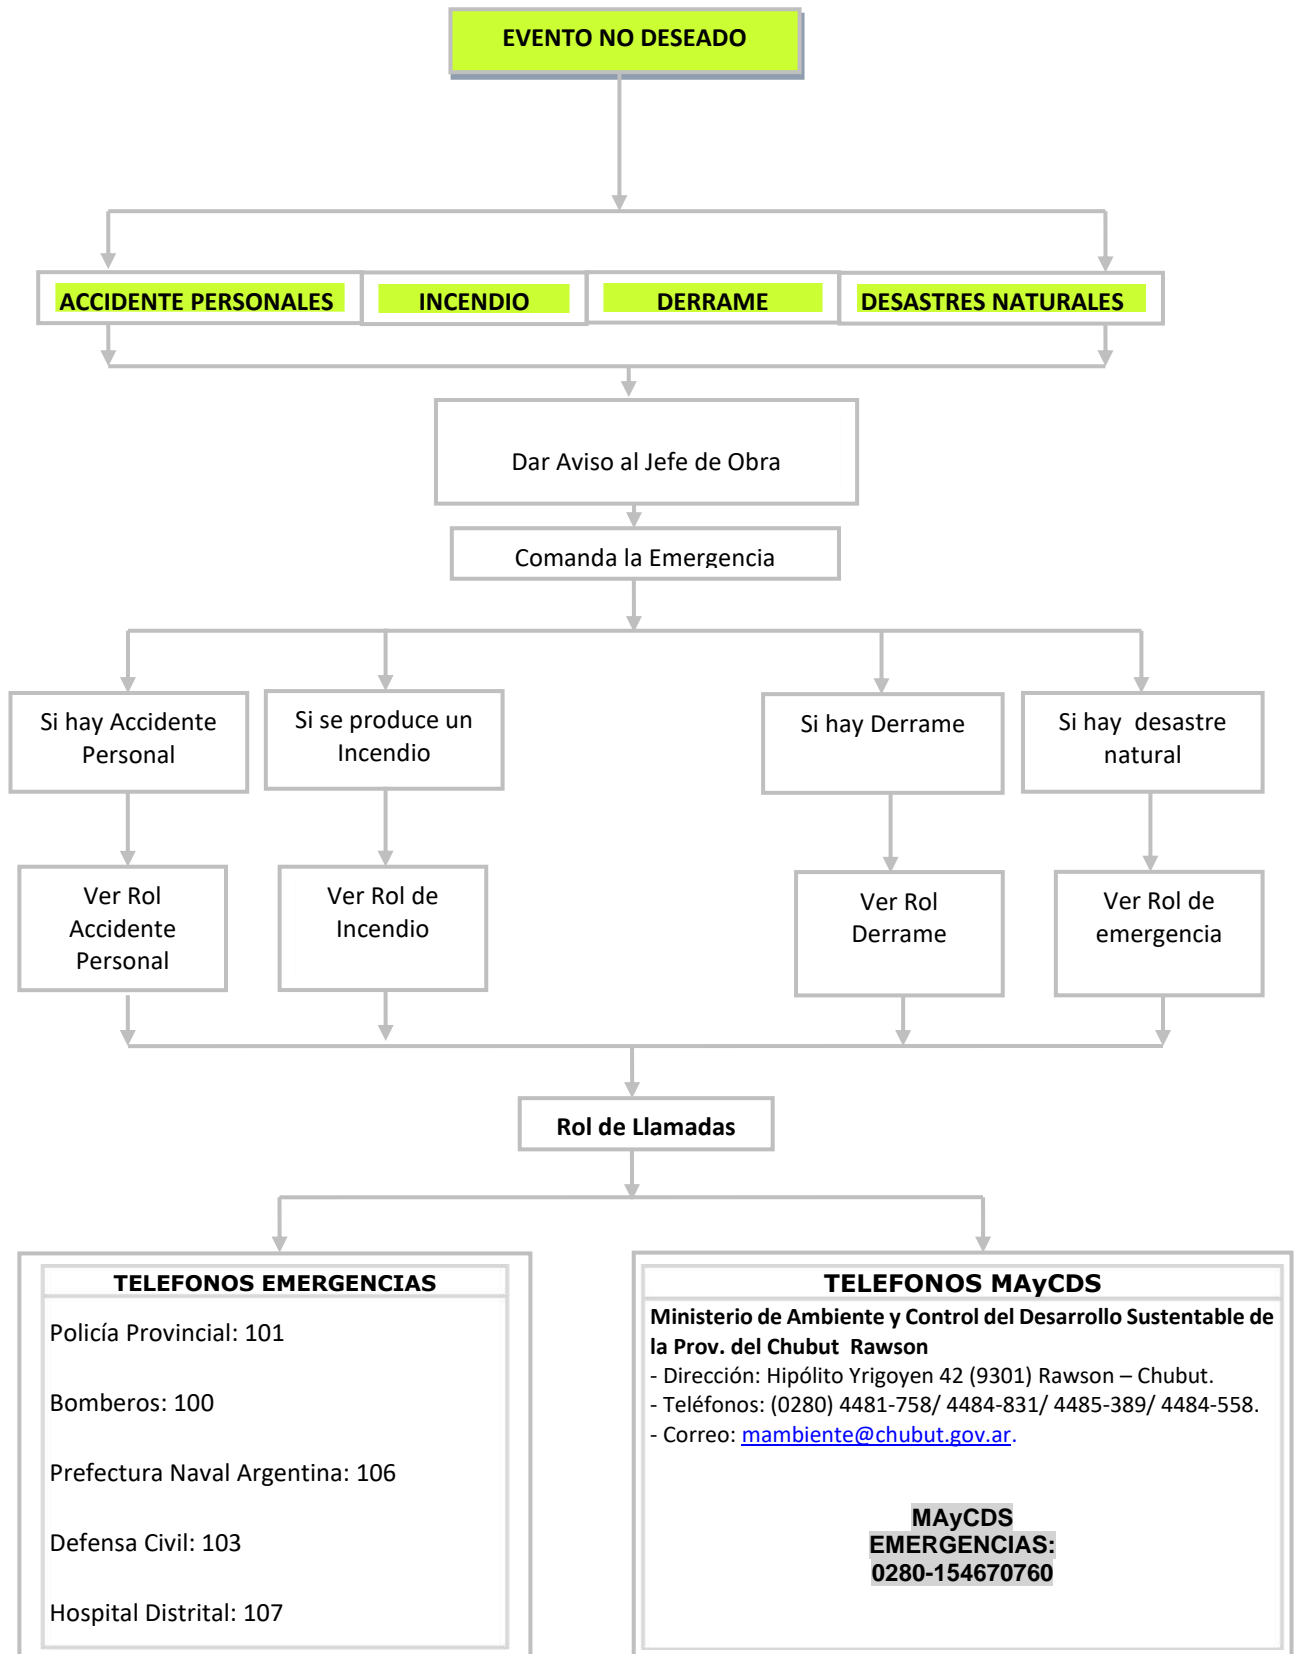 EVENTO NO DESEADO
ACCIDENTE PERSONALES
INCENDIO
DERRAME
DESASTRES NATURALES
Dar Aviso al Jefe de Obra
Comanda la Emergencia
Si hay Accidente
Personal
Si se produce un
Incendio
Si hay Derrame
Si hay  desastre
natural
Ver Rol
Accidente
Personal
Ver Rol de
Incendio
Ver Rol
Derrame
Ver Rol de
emergencia
Rol de Llamadas
TELEFONOS EMERGENCIAS
Policía Provincial: 101
Bomberos: 100
Prefectura Naval Argentina: 106
Defensa Civil: 103
Hospital Distrital: 107
TELEFONOS MAyCDS
Ministerio de Ambiente y Control del Desarrollo Sustentable de
la Prov. del Chubut  Rawson
- Dirección: Hipólito Yrigoyen 42 (9301) Rawson – Chubut.
- Teléfonos: (0280) 4481-758/ 4484-831/ 4485-389/ 4484-558.
- Correo: mambiente@chubut.gov.ar.
MAyCDS
EMERGENCIAS:
0280-154670760